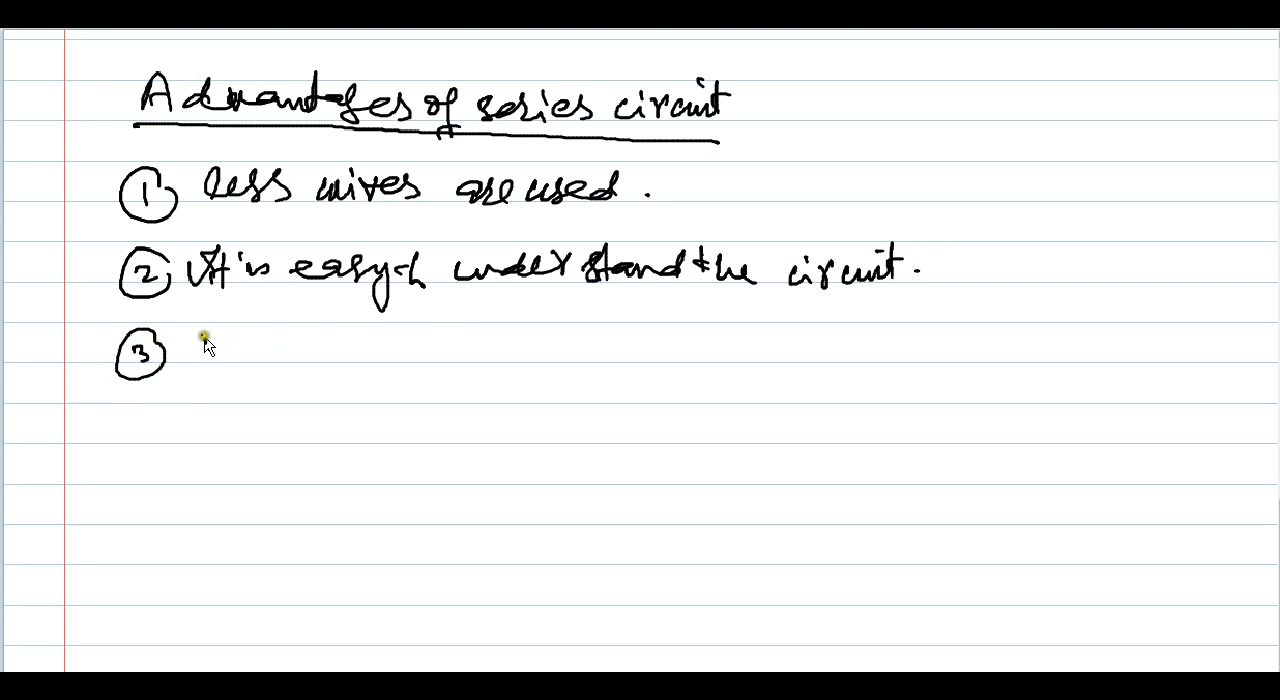 Advantages of series circuit
① Less wires are used.
② It is easy to understand the circuit.
③